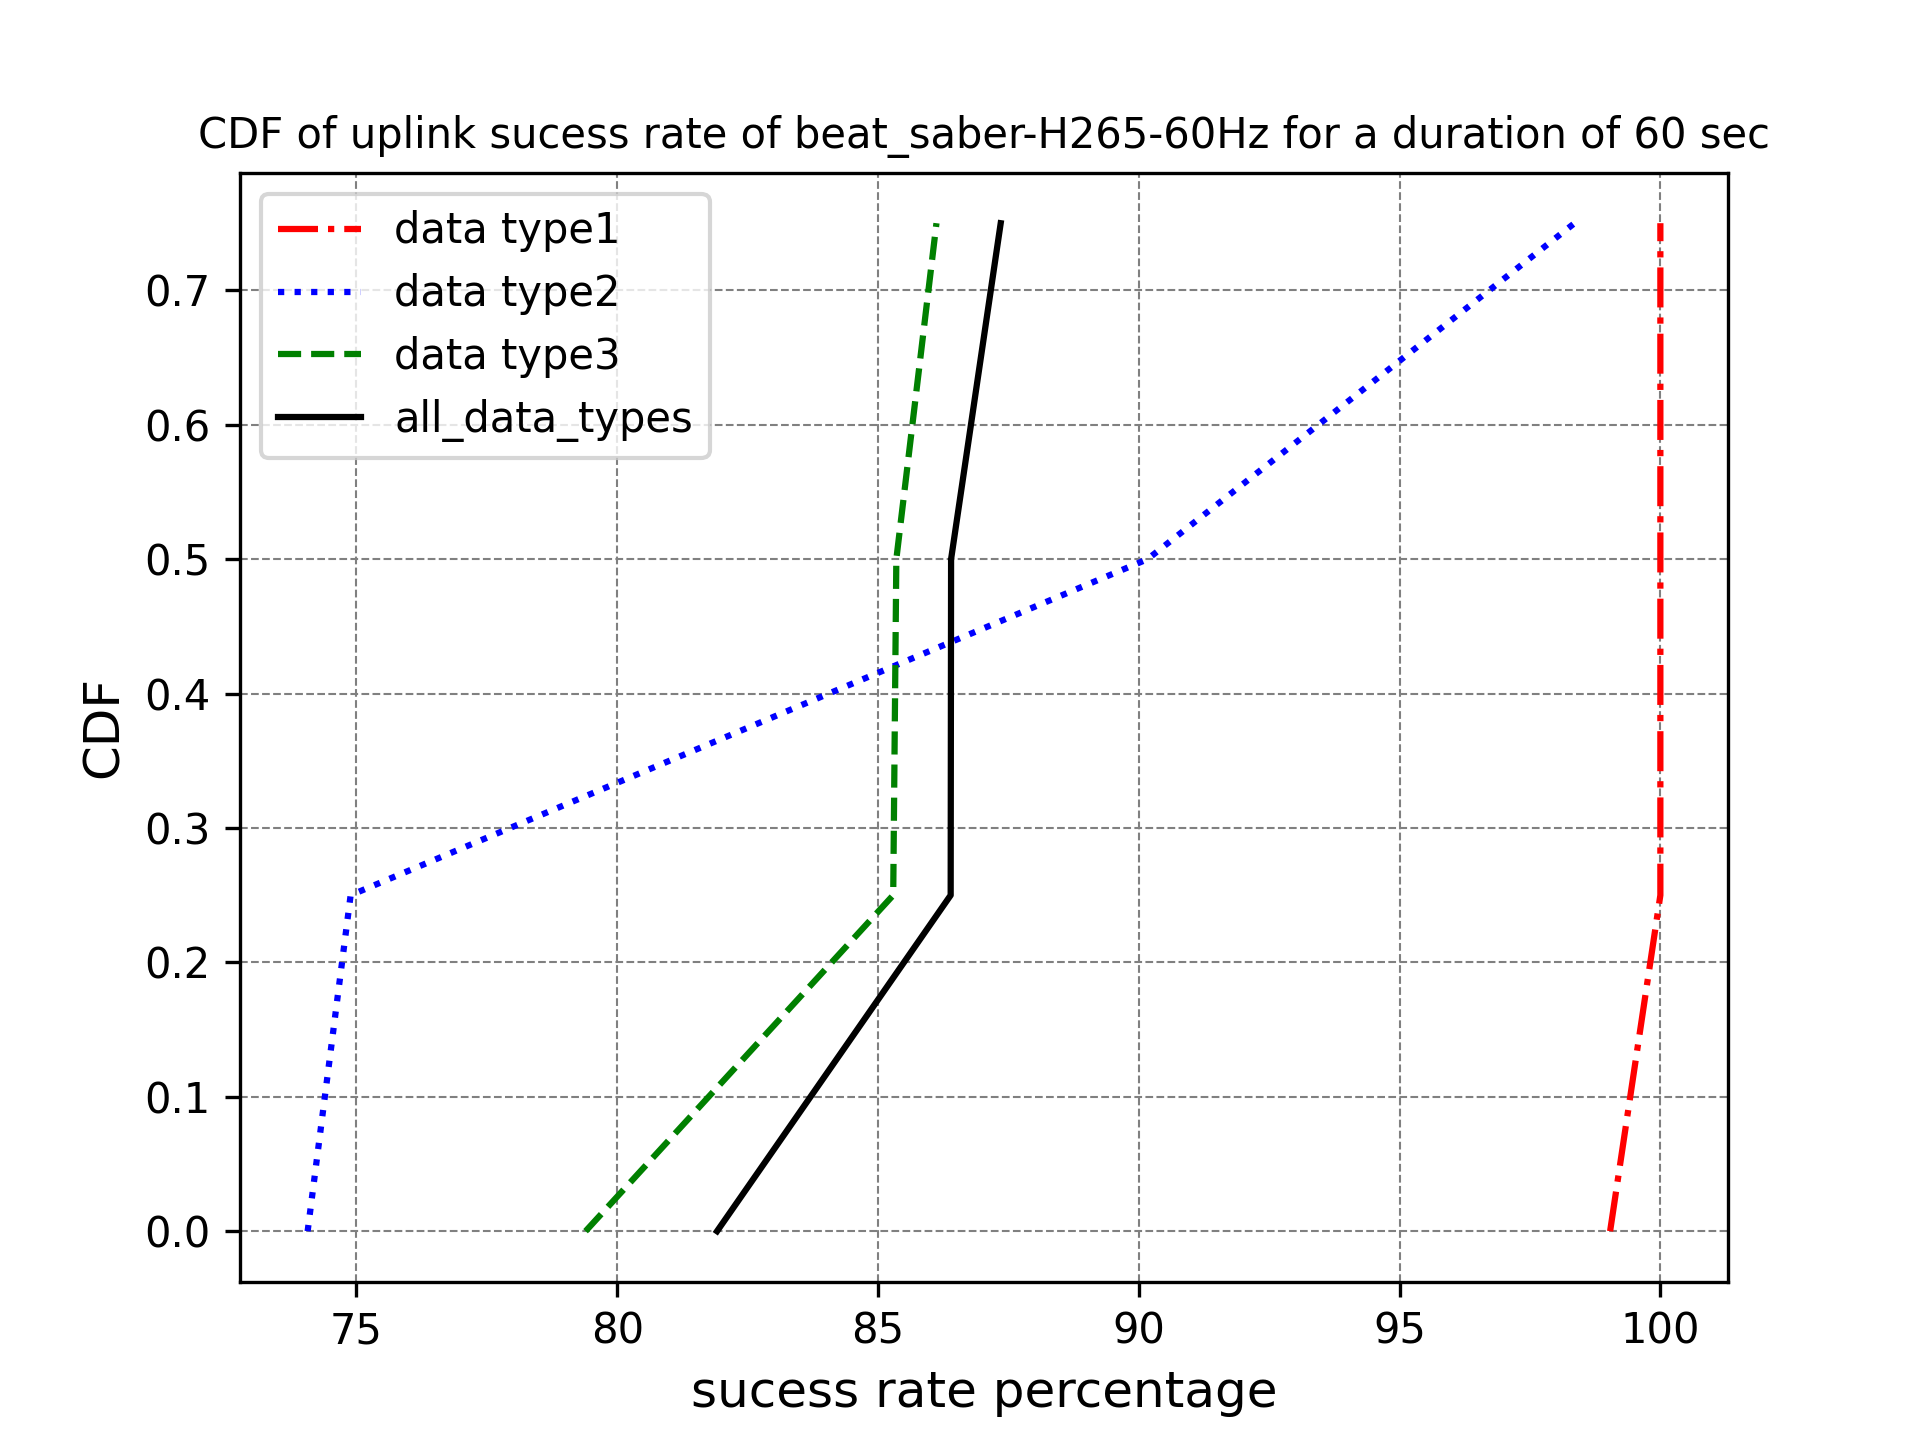 CDF of uplink sucess rate of beat_saber-H265-60Hz for a duration of 60 sec
data type1
data type2
data type3
all_data_types
CDF
0.7
0.6
0.5
0.4
0.3
0.2
0.1
0.0
75 80 85 90 95 100
sucess rate percentage